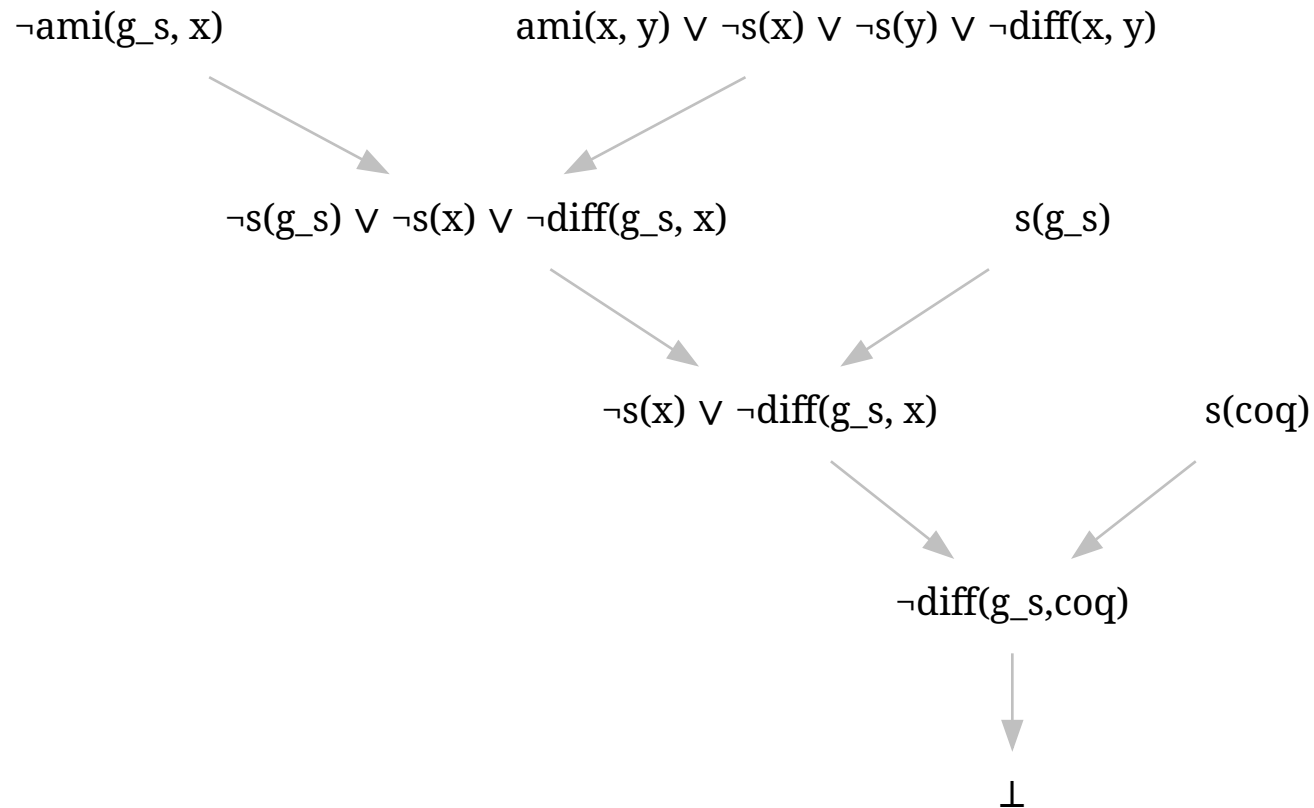 ¬ami(g_s, x)
ami(x, y) ∨ ¬s(x) ∨ ¬s(y) ∨ ¬diff(x, y)
¬s(g_s) ∨ ¬s(x) ∨ ¬diff(g_s, x)
s(g_s)
¬s(x) ∨ ¬diff(g_s, x)
s(coq)
¬diff(g_s,coq)
⊥